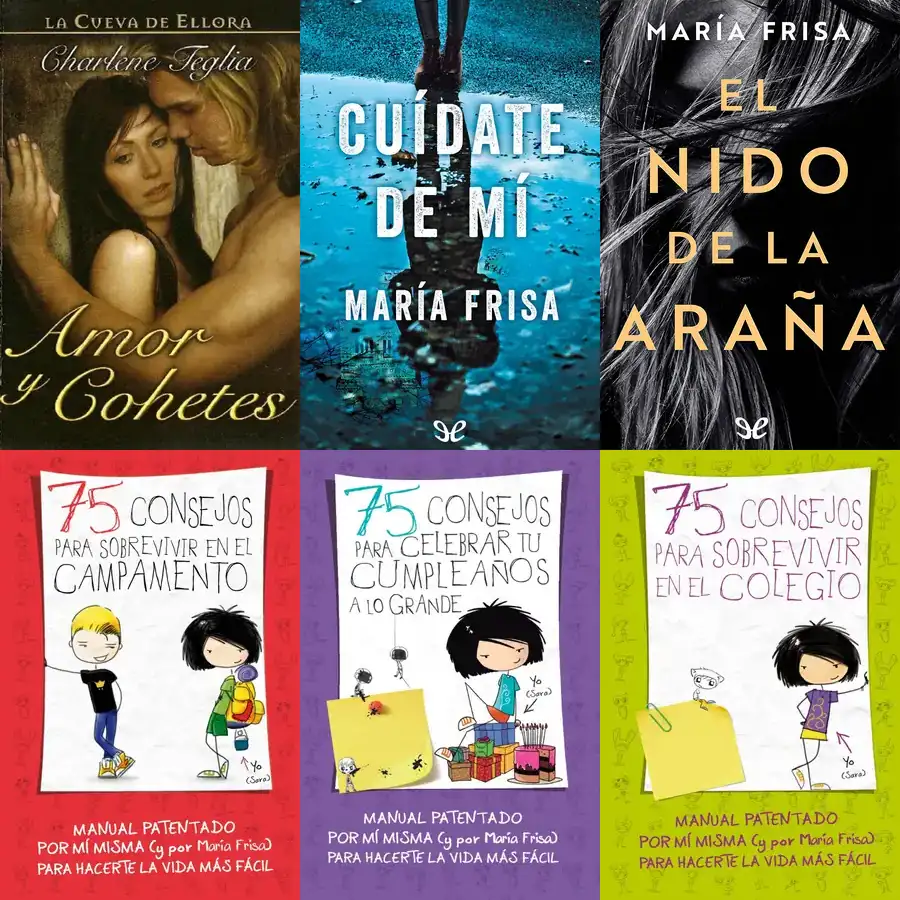 LA CUEVA DE ELLORA
Charlene Teglia
Amor
y Cohetes
CUÍDATE
DE MÍ
MARÍA FRISA
MARÍA FRISA
EL
NIDO
DE LA
ARAÑA
75 CONSEJOS
PARA SOBREVIVIR EN EL
CAMPAMENTO
Yo
(Sara)
MANUAL PATENTADO
POR MÍ MISMA (y por María Frisa)
PARA HACERTE LA VIDA MÁS FÁCIL
75 CONSEJOS
PARA CELEBRAR TU
CUMPLEAÑOS
A LO GRANDE
Yo
(Sara)
MANUAL PATENTADO
POR MÍ MISMA (y por María Frisa)
PARA HACERTE LA VIDA MÁS FÁCIL
75 CONSEJOS
PARA SOBREVIVIR
EN EL COLEGIO
Yo
(Sara)
MANUAL PATENTADO
POR MÍ MISMA (y por María Frisa)
PARA HACERTE LA VIDA MÁS FÁCIL